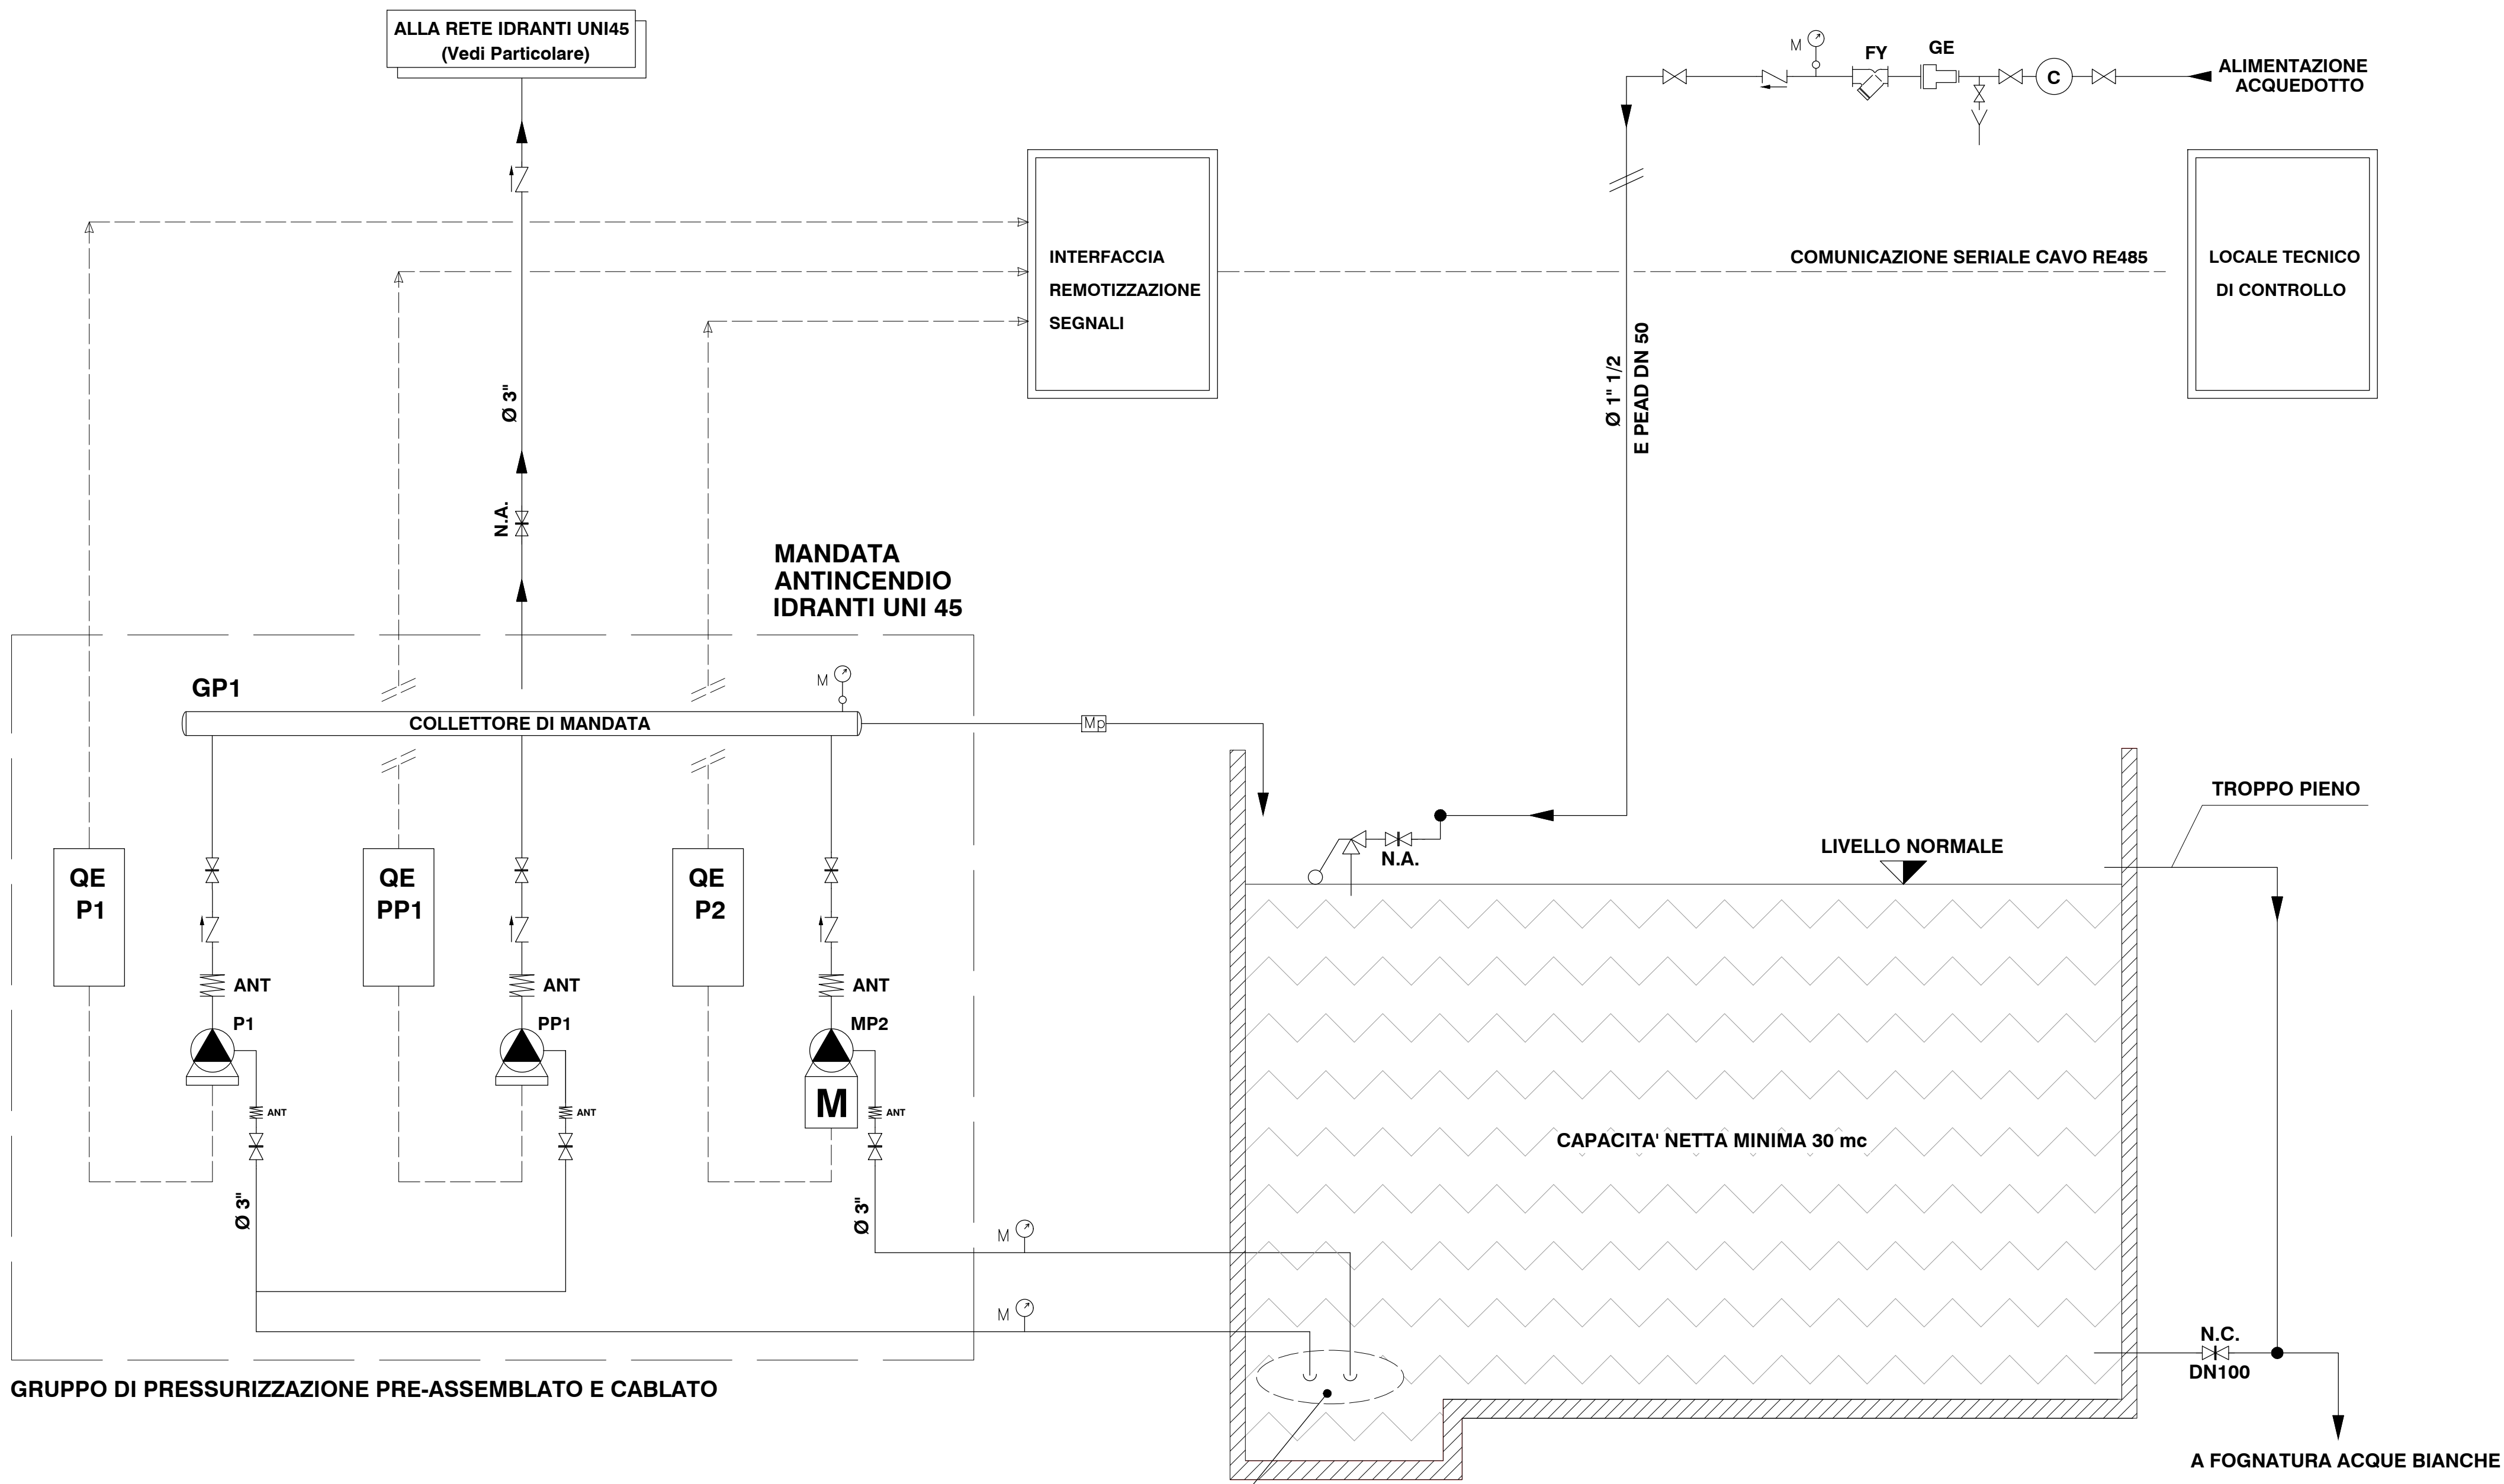 ALLA RETE IDRANTI UNI45
(Vedi Particolare)
M
FY
GE
C
ALIMENTAZIONE
ACQUEDOTTO
INTERFACCIA
REMOTIZZAZIONE
SEGNALI
COMUNICAZIONE SERIALE CAVO RE485
LOCALE TECNICO
DI CONTROLLO
Ø 3"
Ø 1" 1/2
E PEAD DN 50
N.A.
MANDATA
ANTINCENDIO
IDRANTI UNI 45
GP1
M
COLLETTORE DI MANDATA
Mp
TROPPO PIENO
LIVELLO NORMALE
N.A.
QE
P1
QE
PP1
QE
P2
ANT
ANT
ANT
P1
PP1
MP2
M
ANT
ANT
ANT
CAPACITA' NETTA MINIMA 30 mc
Ø 3"
Ø 3"
M
M
N.C.
DN100
GRUPPO DI PRESSURIZZAZIONE PRE-ASSEMBLATO E CABLATO
A FOGNATURA ACQUE BIANCHE